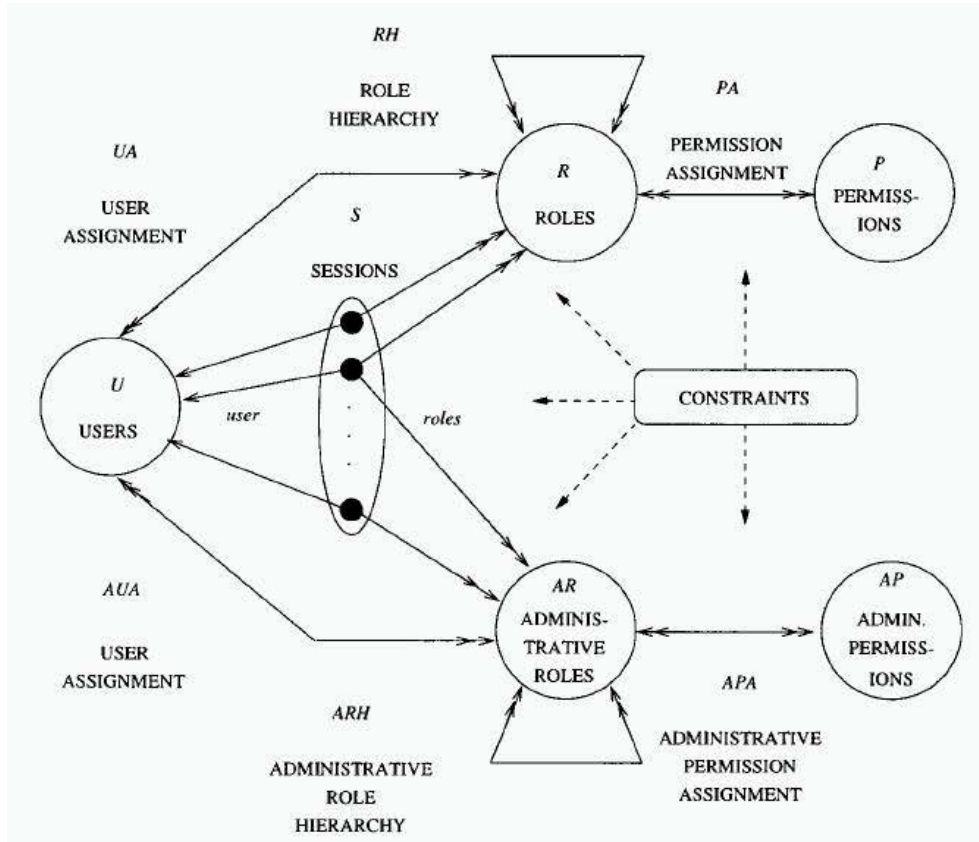 RH
ROLE
HIERARCHY
PA
PERMISSION
ASSIGNMENT
UA
USER
ASSIGNMENT
R
ROLES
P
PERMISS-
IONS
S
SESSIONS
U
USERS
user
roles
CONSTRAINTS
AUA
USER
ASSIGNMENT
AR
ADMINIS-
TRATIVE
ROLES
AP
ADMIN.
PERMISS-
IONS
ARH
ADMINISTRATIVE
ROLE
HIERARCHY
APA
ADMINISTRATIVE
PERMISSION
ASSIGNMENT